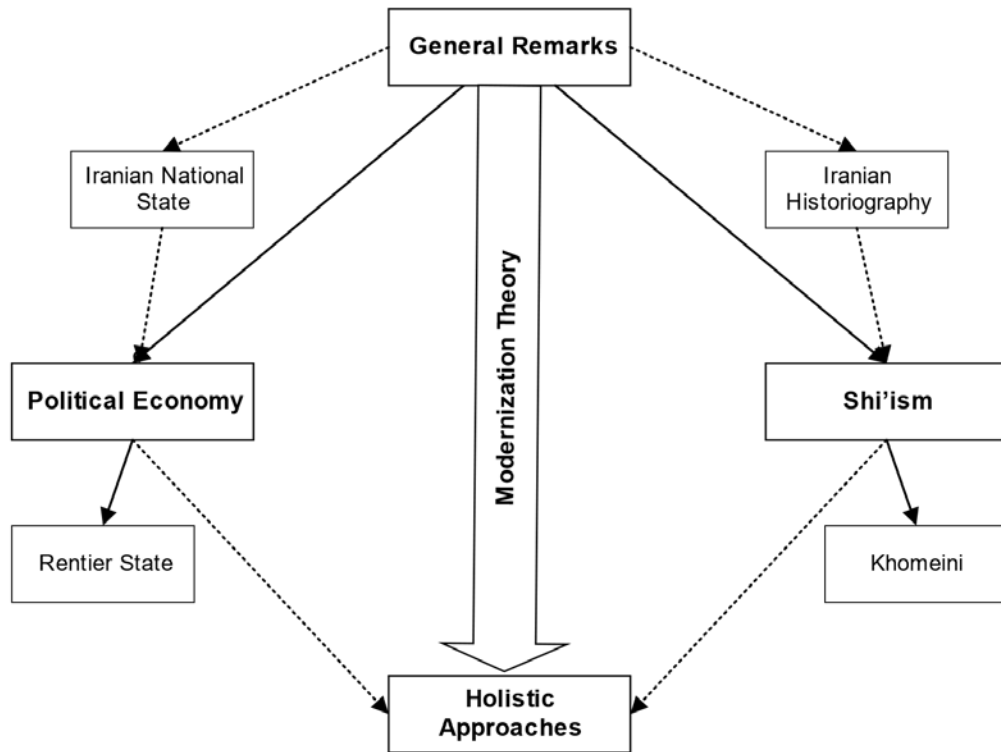 General Remarks
Iranian National
State
Iranian
Historiography
Modernization Theory
Political Economy
Shi'ism
Rentier State
Khomeini
Holistic
Approaches